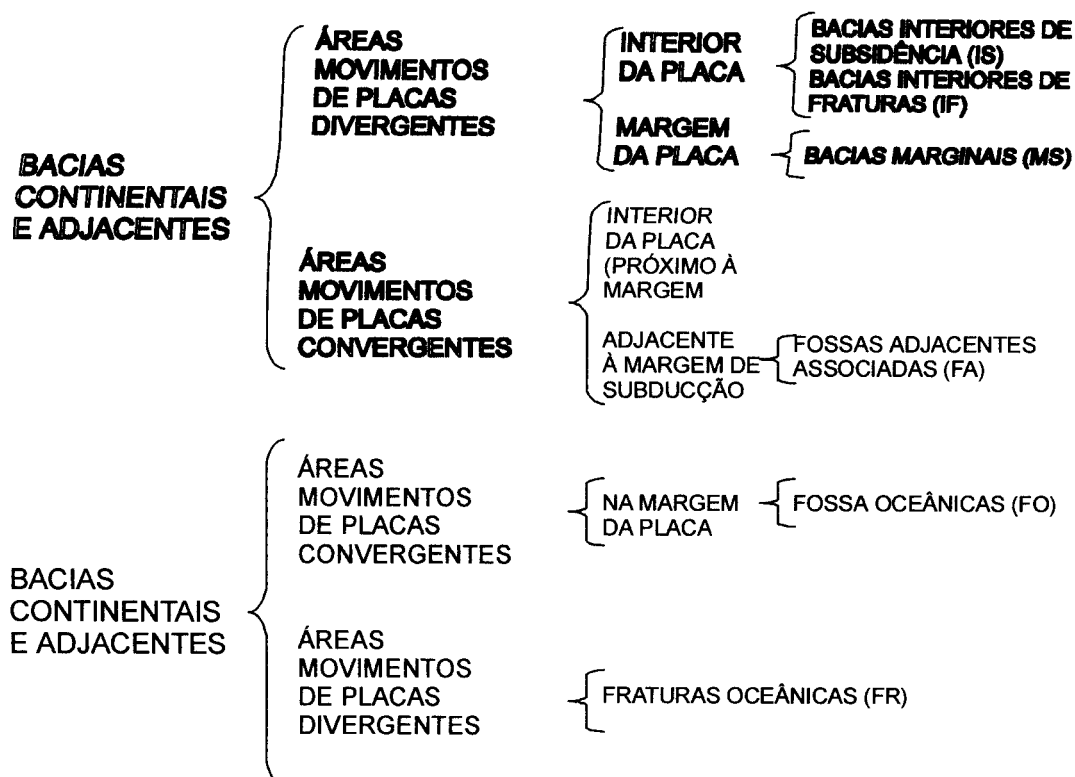 BACIAS
CONTINENTAIS
E ADJACENTES
ÁREAS
MOVIMENTOS
DE PLACAS
DIVERGENTES
INTERIOR
DA PLACA
BACIAS INTERIORES DE
SUBSIDÊNCIA (IS)
BACIAS INTERIORES DE
FRATURAS (IF)
MARGEM
DA PLACA
BACIAS MARGINAIS (MS)
ÁREAS
MOVIMENTOS
DE PLACAS
CONVERGENTES
INTERIOR
DA PLACA
(PRÓXIMO À
MARGEM
ADJACENTE
À MARGEM DE
SUBDUCÇÃO
FOSSAS ADJACENTES
ASSOCIADAS (FA)
BACIAS
CONTINENTAIS
E ADJACENTES
ÁREAS
MOVIMENTOS
DE PLACAS
CONVERGENTES
NA MARGEM
DA PLACA
FOSSA OCEÂNICAS (FO)
ÁREAS
MOVIMENTOS
DE PLACAS
DIVERGENTES
FRATURAS OCEÂNICAS (FR)